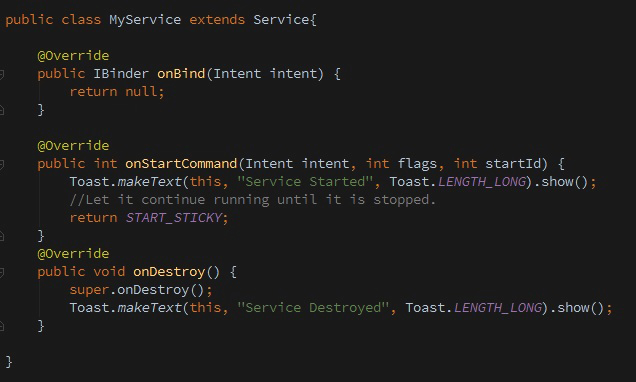 public class MyService extends Service{
@Override
public IBinder onBind(Intent intent) {
return null;
}
@Override
public int onStartCommand(Intent intent, int flags, int startId) {
Toast.makeText(this, "Service Started", Toast.LENGTH_LONG).show();
//Let it continue running until it is stopped.
return START_STICKY;
}
@Override
public void onDestroy() {
super.onDestroy();
Toast.makeText(this, "Service Destroyed", Toast.LENGTH_LONG).show();
}
}